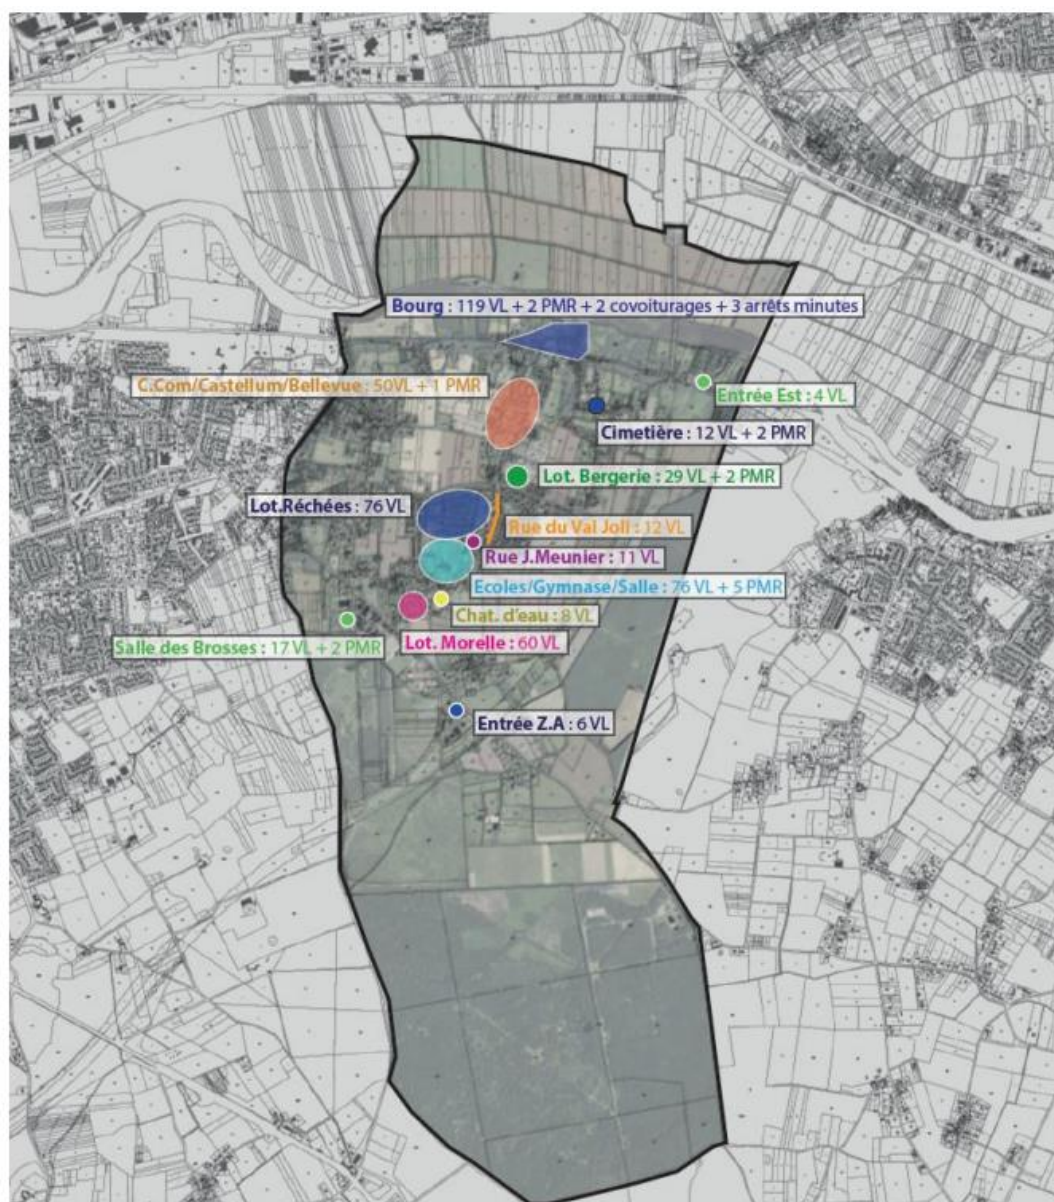 Bourg : 119 VL + 2 PMR + 2 covoiturages + 3 arrêts minutes
C.Com/Castellum/Bellevue : 50VL + 1 PMR
Entrée Est : 4 VL
Cimetière : 12 VL + 2 PMR
Lot. Bergerie : 29 VL + 2 PMR
Lot.Réchées : 76 VL
Rue du Val Joli : 12 VL
Rue J.Meunier : 11 VL
Ecoles/Gymnase/Salle : 76 VL + 5 PMR
Chat. d'eau : 8 VL
Salle des Brosses : 17 VL + 2 PMR
Lot. Morelle : 60 VL
Entrée Z.A : 6 VL